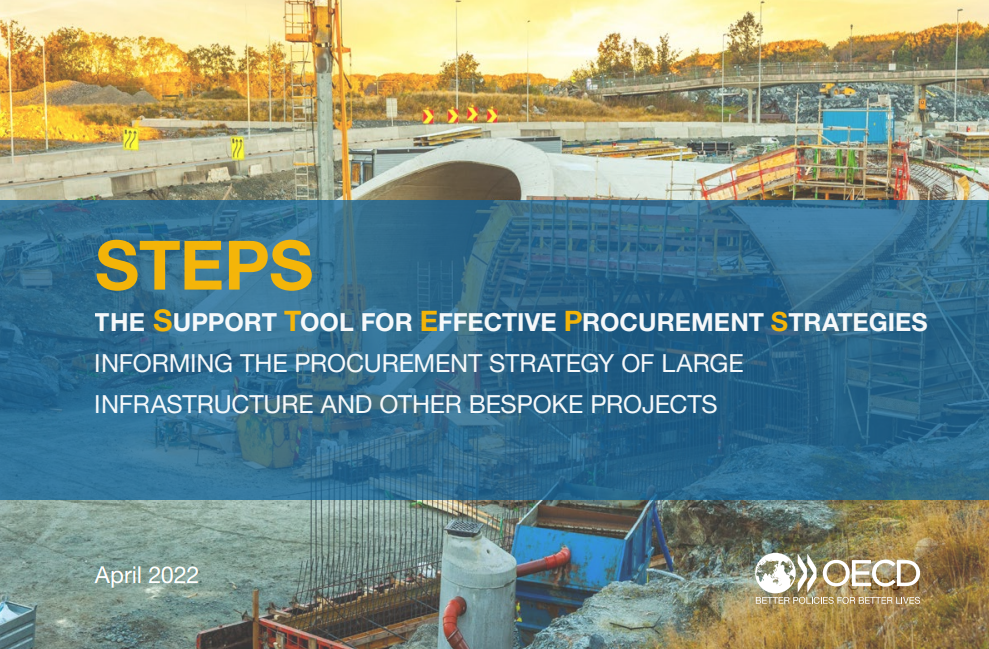 STEPS
THE SUPPORT TOOL FOR EFFECTIVE PROCUREMENT STRATEGIES
INFORMING THE PROCUREMENT STRATEGY OF LARGE
INFRASTRUCTURE AND OTHER BESPOKE PROJECTS
April 2022
OECD
BETTER POLICIES FOR BETTER LIVES